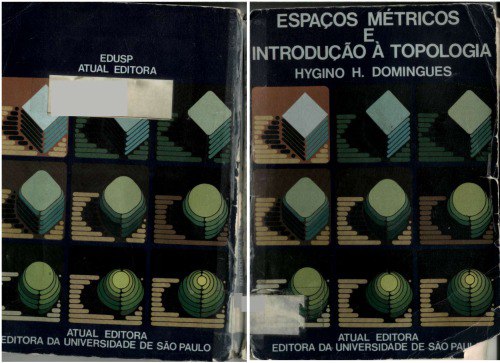 EDUSP
ATUAL EDITORA
ATUAL EDITORA
EDITORA DA UNIVERSIDADE DE SÃO PAULO
ESPAÇOS MÉTRICOS
E
INTRODUÇÃO À TOPOLOGIA
HYGINO H. DOMINGUES
ATUAL EDITORA
EDITORA DA UNIVERSIDADE DE SÃO PAULO